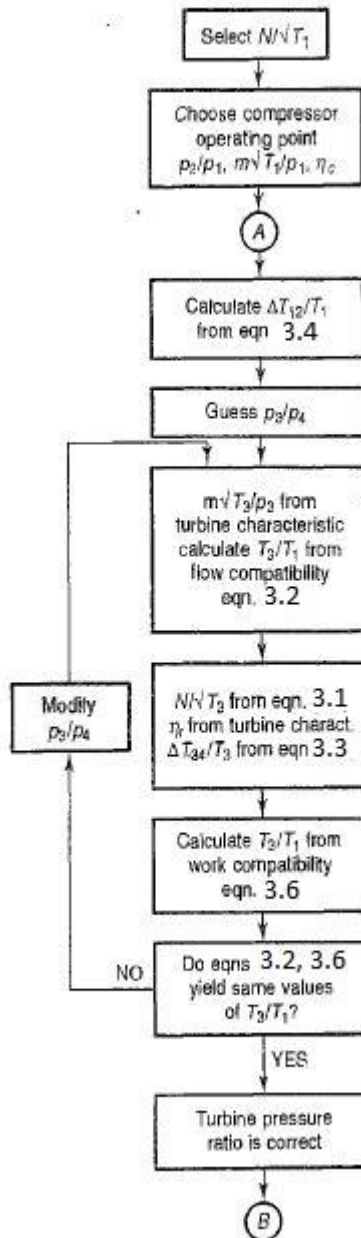 Select N/√T₁
Choose compressor
operating point
p₂/p₁, m√T₁/p₁, η_c
A
Calculate ΔT₁₂/T₁
from eqn 3.4
Guess p₃/p₄
m√T₃/p₃ from
turbine characteristic
calculate T₃/T₁ from
flow compatibility
eqn. 3.2
N/√T₃ from eqn. 3.1
η_t from turbine charact.
ΔT₃₄/T₃ from eqn 3.3
Modify
p₃/p₄
Calculate T₃/T₁ from
work compatibility
eqn. 3.6
NO
Do eqns 3.2, 3.6
yield same values
of T₃/T₁?
YES
Turbine pressure
ratio is correct
B